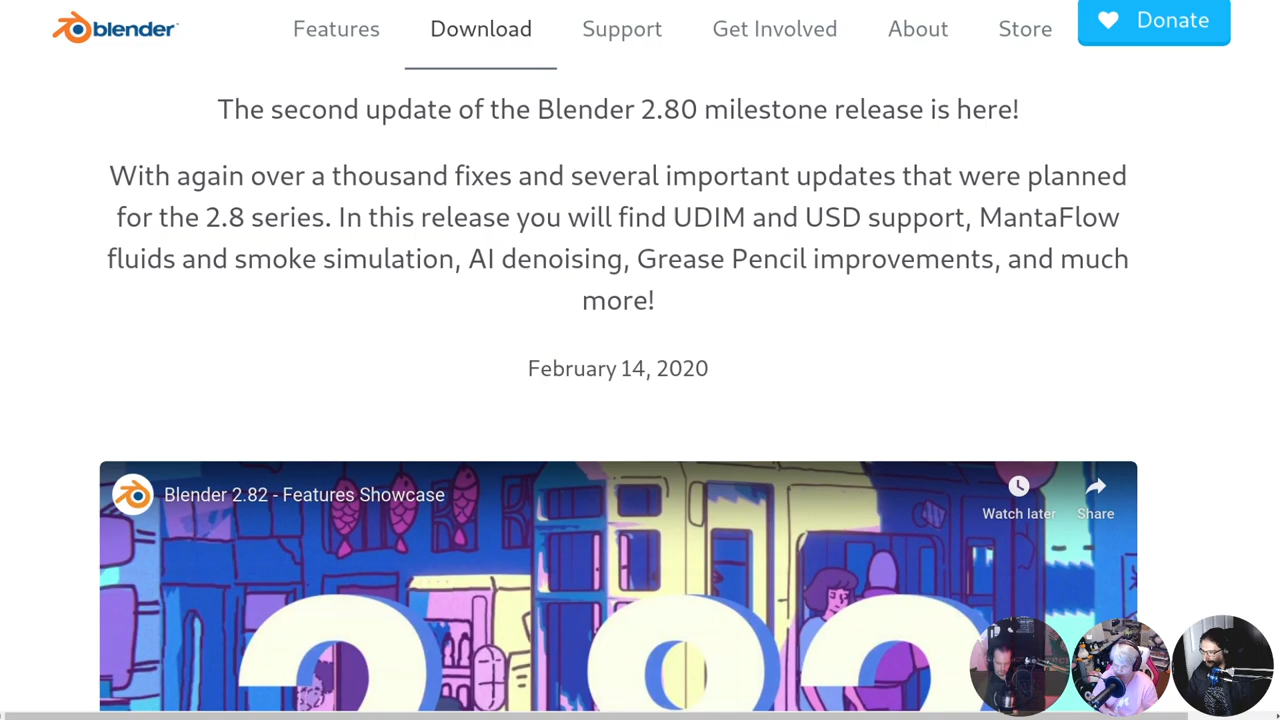 blender
Features
Download
Support
Get Involved
About
Store
Donate
The second update of the Blender 2.80 milestone release is here!
With again over a thousand fixes and several important updates that were planned
for the 2.8 series. In this release you will find UDIM and USD support, MantaFlow
fluids and smoke simulation, AI denoising, Grease Pencil improvements, and much
more!
February 14, 2020
Blender 2.82 - Features Showcase
Watch later
Share
2.82